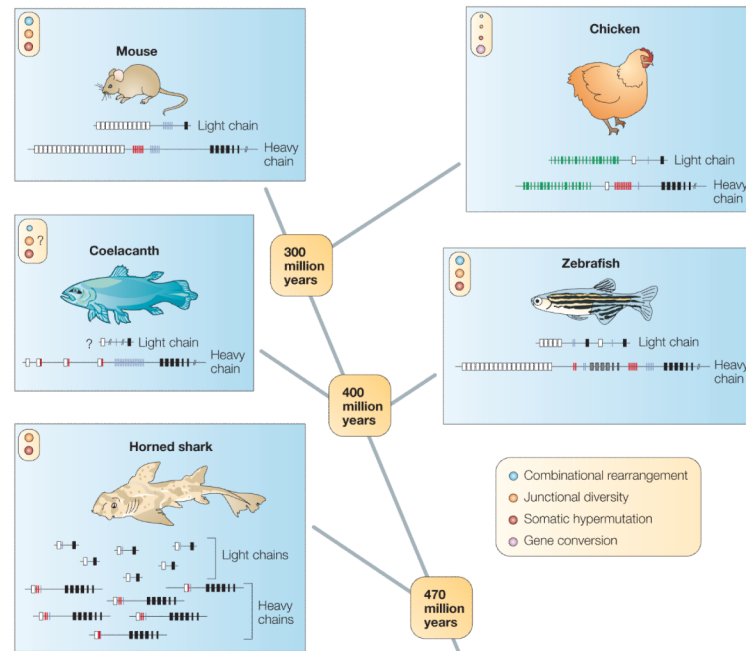 Mouse
Light chain
Heavy
chain
Chicken
Light chain
Heavy
chain
300
million
years
Coelacanth
?
? Light chain
Heavy
chain
Zebrafish
Light chain
Heavy
chain
400
million
years
Horned shark
Light chains
Heavy
chains
Combinational rearrangement
Junctional diversity
Somatic hypermutation
Gene conversion
470
million
years